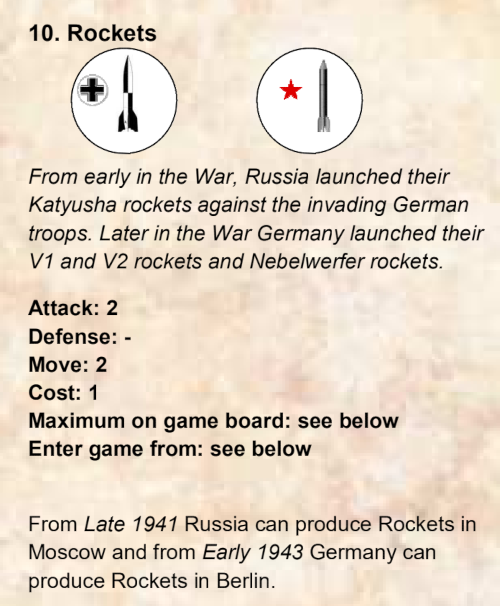 10. Rockets
From early in the War, Russia launched their
Katyusha rockets against the invading German
troops. Later in the War Germany launched their
V1 and V2 rockets and Nebelwerfer rockets.
Attack: 2
Defense: -
Move: 2
Cost: 1
Maximum on game board: see below
Enter game from: see below
From Late 1941 Russia can produce Rockets in
Moscow and from Early 1943 Germany can
produce Rockets in Berlin.